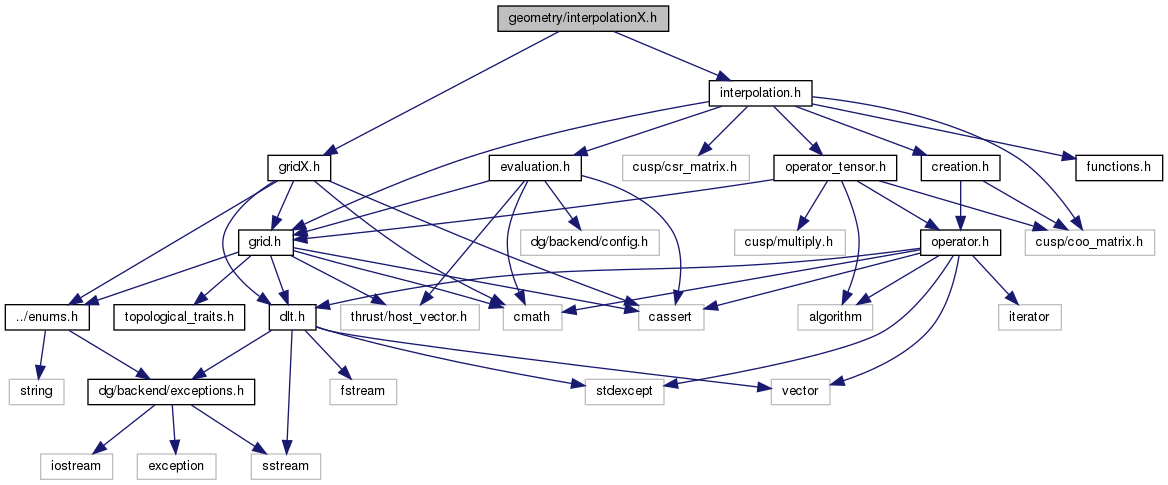 geometry/interpolationX.h
interpolation.h
gridX.h
evaluation.h
cusp/csr_matrix.h
operator_tensor.h
creation.h
functions.h
grid.h
dg/backend/config.h
cusp/multiply.h
operator.h
cusp/coo_matrix.h
../enums.h
topological_traits.h
dlt.h
thrust/host_vector.h
cmath
cassert
algorithm
iterator
string
dg/backend/exceptions.h
fstream
stdexcept
vector
iostream
exception
sstream